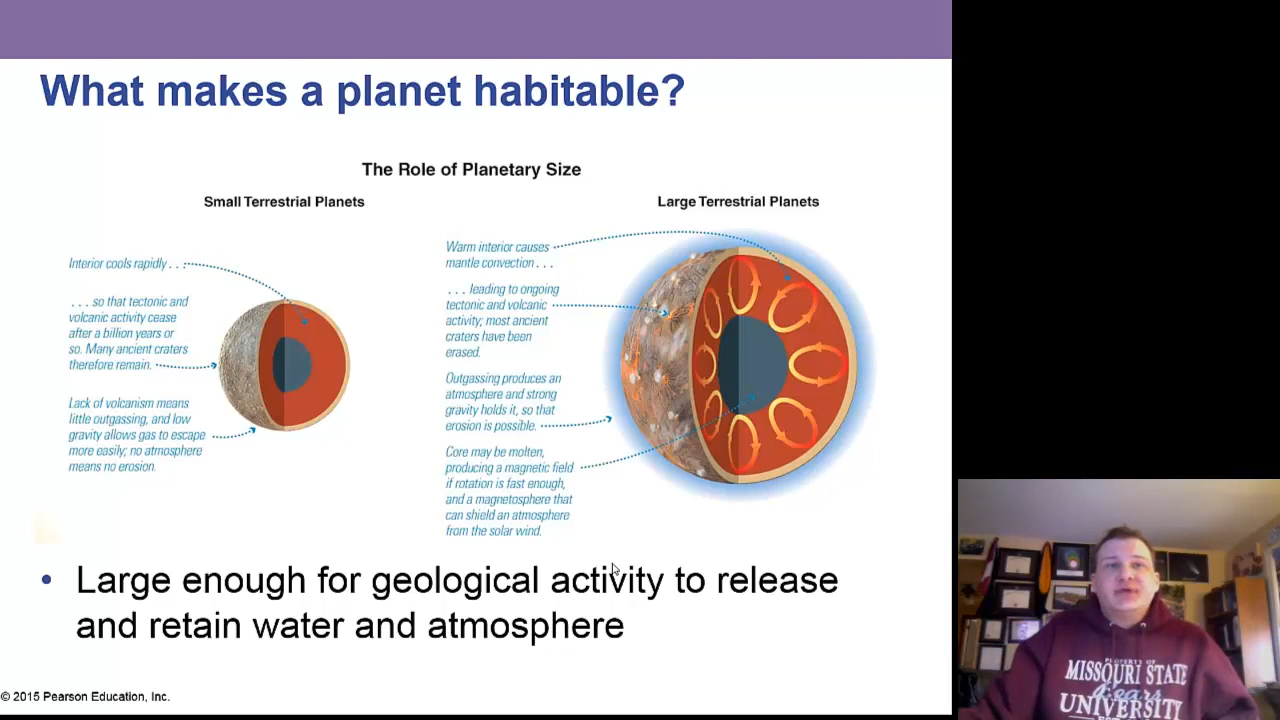 What makes a planet habitable?
The Role of Planetary Size
Small Terrestrial Planets
Interior cools rapidly . . .
. . . so that tectonic and
volcanic activity cease
after a billion years or
so. Many ancient craters
therefore remain.
Lack of volcanism means
little outgassing, and low
gravity allows gas to escape
more easily; no atmosphere
means no erosion.
Large Terrestrial Planets
Warm interior causes
mantle convection . . .
. . . leading to ongoing
tectonic and volcanic
activity; most ancient
craters have been
erased.
Outgassing produces an
atmosphere and strong
gravity holds it, so that
erosion is possible.
Core may be molten,
producing a magnetic field
if rotation is fast enough,
and a magnetosphere that
can shield an atmosphere
from the solar wind.
• Large enough for geological activity to release
and retain water and atmosphere
© 2015 Pearson Education, Inc.
PROPERTY OF
MISSOURI STATE
Bears
UNIVERSITY